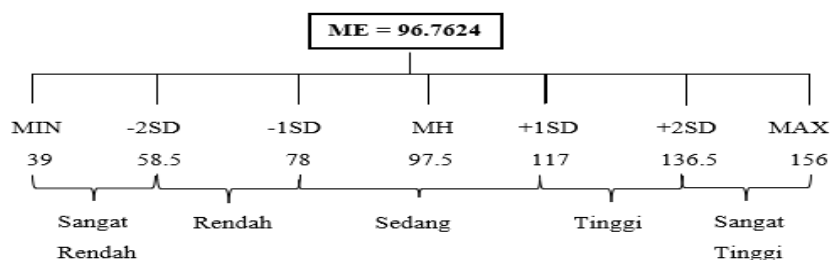 ME = 96.7624
MIN -2SD -1SD MH +1SD +2SD MAX
39 58.5 78 97.5 117 136.5 156
Sangat Rendah Sedang Tinggi Sangat
Rendah Tinggi